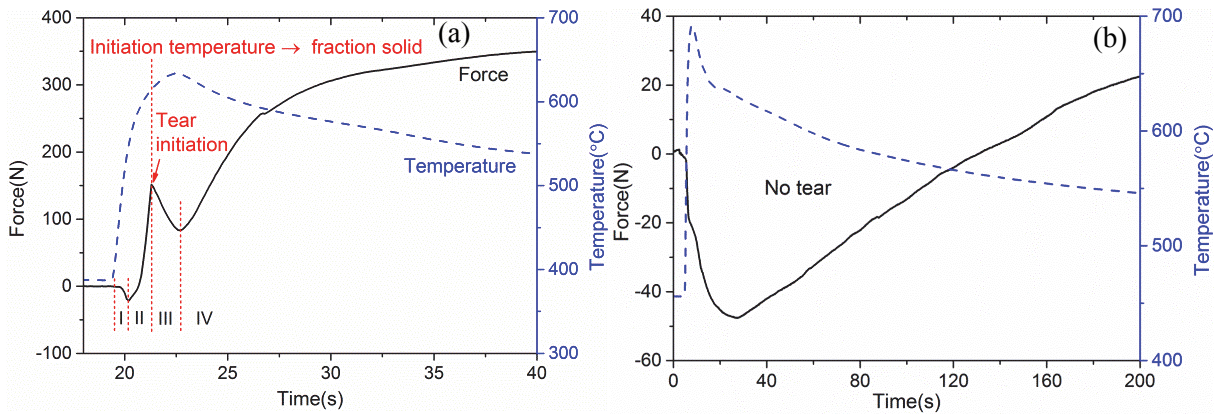 (a)
Initiation temperature → fraction solid
Force
Tear
initiation
Temperature
I II III IV
400
300
200
100
0
-100
Force(N)
20 25 30 35 40
Time(s)
700
600
500
400
300
Temperature(°C)
(b)
No tear
40
20
0
-20
-40
-60
Force(N)
0 40 80 120 160 200
Time(s)
700
600
500
400
Temperature(°C)